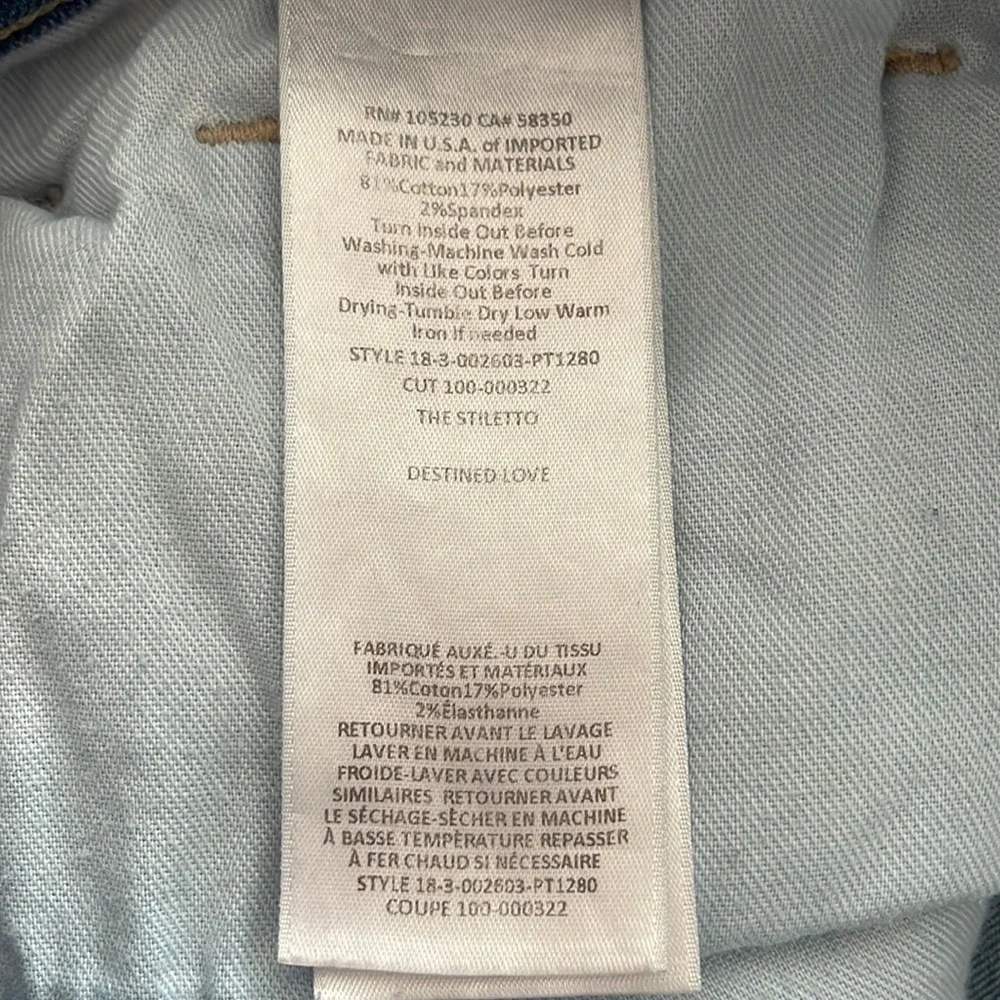 RN# 105230 CA# 58350
MADE IN U.S.A. of IMPORTED
FABRIC and MATERIALS
81%Cotton17%Polyester
2%Spandex
Turn Inside Out Before
Washing-Machine Wash Cold
with Like Colors Turn
Inside Out Before
Drying-Tumble Dry Low Warm
Iron If needed
STYLE 18-3-002603-PT1280
CUT 100-000322
THE STILETTO
DESTINED LOVE
FABRIQUÉ AUXÉ.-U DU TISSU
IMPORTÉS ET MATÉRIAUX
81%Coton17%Polyester
2%Élasthanne
RETOURNER AVANT LE LAVAGE
LAVER EN MACHINE À L'EAU
FROIDE-LAVER AVEC COULEURS
SIMILAIRES RETOURNER AVANT
LE SÉCHAGE-SÈCHER EN MACHINE
À BASSE TEMPÈRATURE REPASSER
À FER CHAUD SI NÉCESSAIRE
STYLE 18-3-002603-PT1280
COUPE 100-000322